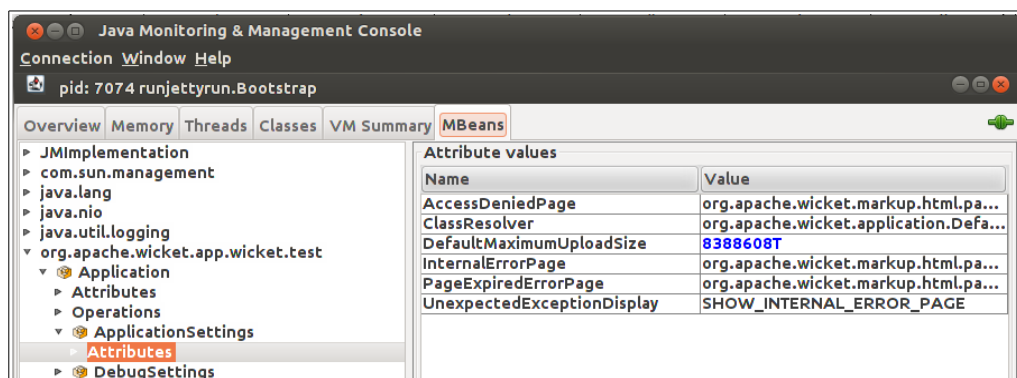 Java Monitoring & Management Console
Connection Window Help
pid: 7074 runjettyrun.Bootstrap
Overview Memory Threads Classes VM Summary MBeans
JMImplementation
com.sun.management
java.lang
java.nio
java.util.logging
org.apache.wicket.app.wicket.test
Application
Attributes
Operations
ApplicationSettings
Attributes
DebugSettings
Attribute values
Name Value
AccessDeniedPage org.apache.wicket.markup.html.pa...
ClassResolver org.apache.wicket.application.Defa...
DefaultMaximumUploadSize 8388608T
InternalErrorPage org.apache.wicket.markup.html.pa...
PageExpiredErrorPage org.apache.wicket.markup.html.pa...
UnexpectedExceptionDisplay SHOW_INTERNAL_ERROR_PAGE